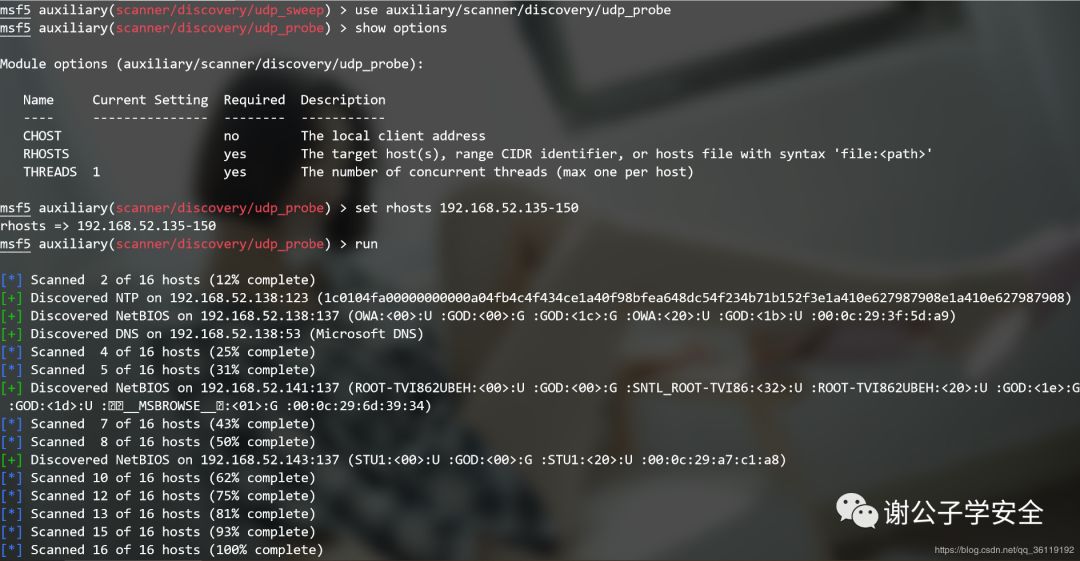 msf5 auxiliary(scanner/discovery/udp_sweep) > use auxiliary/scanner/discovery/udp_probe
msf5 auxiliary(scanner/discovery/udp_probe) > show options
Module options (auxiliary/scanner/discovery/udp_probe):
Name     Current Setting  Required  Description
----     ---------------  --------  -----------
CHOST                     no        The local client address
RHOSTS                    yes       The target host(s), range CIDR identifier, or hosts file with syntax 'file:<path>'
THREADS  1                yes       The number of concurrent threads (max one per host)
msf5 auxiliary(scanner/discovery/udp_probe) > set rhosts 192.168.52.135-150
rhosts => 192.168.52.135-150
msf5 auxiliary(scanner/discovery/udp_probe) > run
[*] Scanned  2 of 16 hosts (12% complete)
[+] Discovered NTP on 192.168.52.138:123 (1c0104fa00000000000a04fb4c4f434ce1a40f98bfea648dc54f234b71b152f3e1a410e627987908e1a410e627987908)
[+] Discovered NetBIOS on 192.168.52.138:137 (OWA:<00>:U :GOD:<00>:G :GOD:<1c>:G :OWA:<20>:U :GOD:<1b>:U :00:0c:29:3f:5d:a9)
[+] Discovered DNS on 192.168.52.138:53 (Microsoft DNS)
[*] Scanned  4 of 16 hosts (25% complete)
[*] Scanned  5 of 16 hosts (31% complete)
[+] Discovered NetBIOS on 192.168.52.141:137 (ROOT-TVI862UBEH:<00>:U :GOD:<00>:G :SNTL_ROOT-TVI86:<32>:U :ROOT-TVI862UBEH:<20>:U :GOD:<1e>:G
:GOD:<1d>:U :__MSBROWSE__:<01>:G :00:0c:29:6d:39:34)
[*] Scanned  7 of 16 hosts (43% complete)
[*] Scanned  8 of 16 hosts (50% complete)
[+] Discovered NetBIOS on 192.168.52.143:137 (STU1:<00>:U :GOD:<00>:G :STU1:<20>:U :00:0c:29:a7:c1:a8)
[*] Scanned 10 of 16 hosts (62% complete)
[*] Scanned 12 of 16 hosts (75% complete)
[*] Scanned 13 of 16 hosts (81% complete)
[*] Scanned 15 of 16 hosts (93% complete)
[*] Scanned 16 of 16 hosts (100% complete)
谢公子学安全
https://blog.csdn.net/qq_36119192